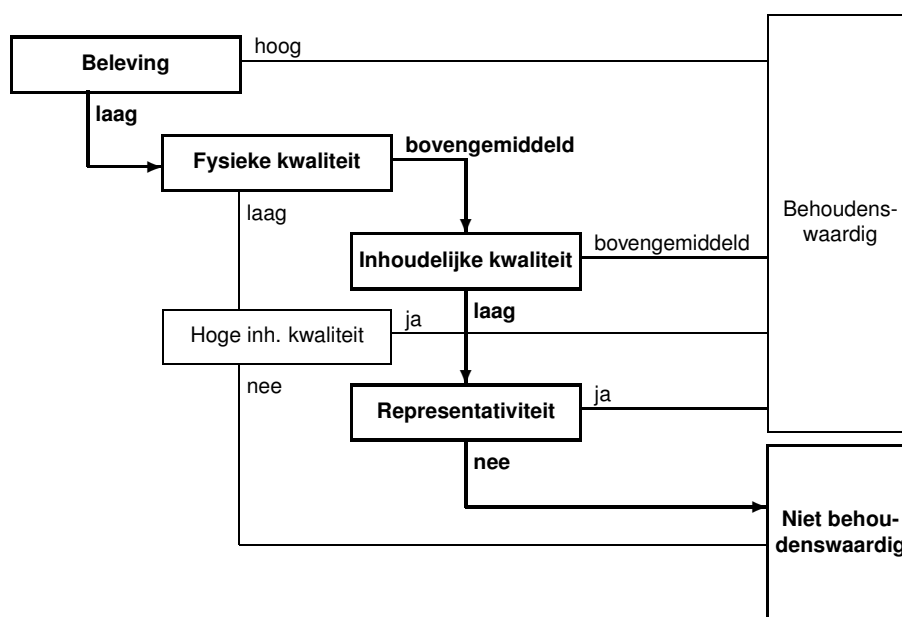 hoog
Beleving
laag
bovengemiddeld
Fysieke kwaliteit
laag
Behoudens-
waardig
bovengemiddeld
Inhoudelijke kwaliteit
laag
ja
Hoge inh. kwaliteit
nee
ja
Representativiteit
nee
Niet behou-
denswaardig